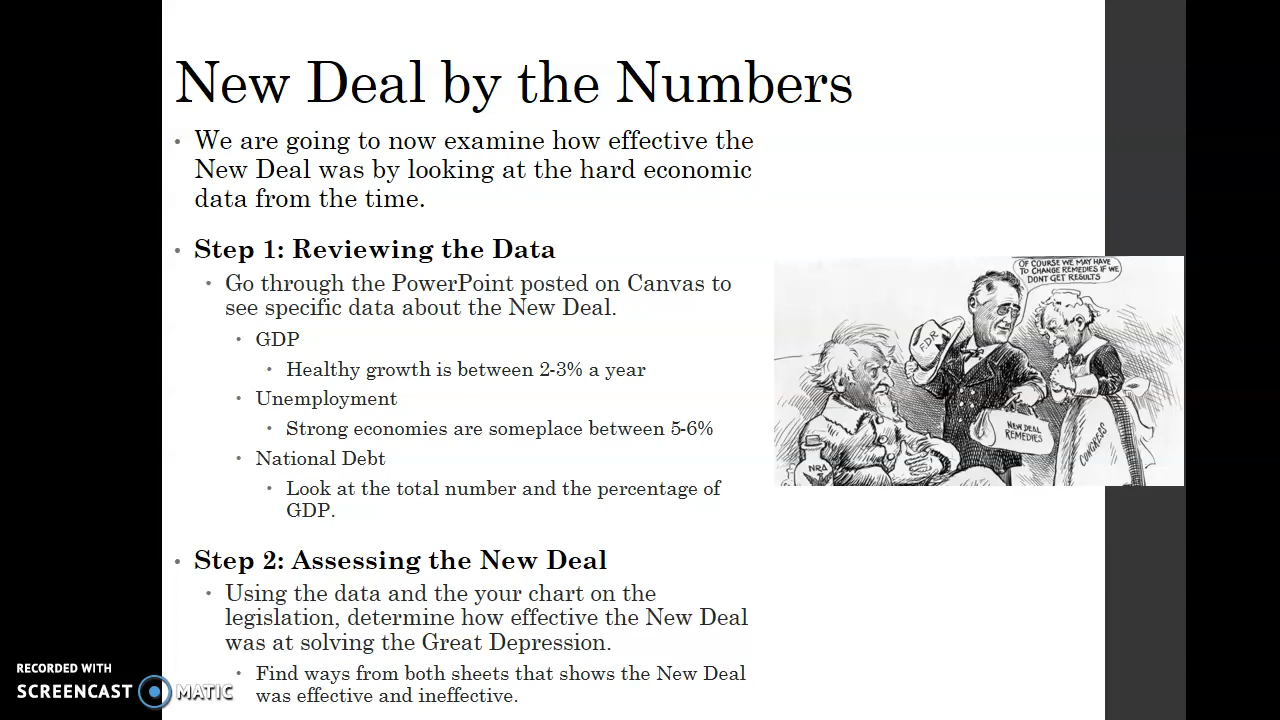 New Deal by the Numbers
• We are going to now examine how effective the
New Deal was by looking at the hard economic
data from the time.
• Step 1: Reviewing the Data
• Go through the PowerPoint posted on Canvas to
see specific data about the New Deal.
• GDP
• Healthy growth is between 2-3% a year
• Unemployment
• Strong economies are someplace between 5-6%
• National Debt
• Look at the total number and the percentage of
GDP.
• Step 2: Assessing the New Deal
• Using the data and the your chart on the
legislation, determine how effective the New Deal
was at solving the Great Depression.
• Find ways from both sheets that shows the New Deal
was effective and ineffective.
OF COURSE WE MAY HAVE
TO CHANGE REMEDIES IF WE
DONT GET RESULTS
FDR
NEW DEAL
REMEDIES
CONGRESS
NRA
RECORDED WITH
SCREENCAST MATIC